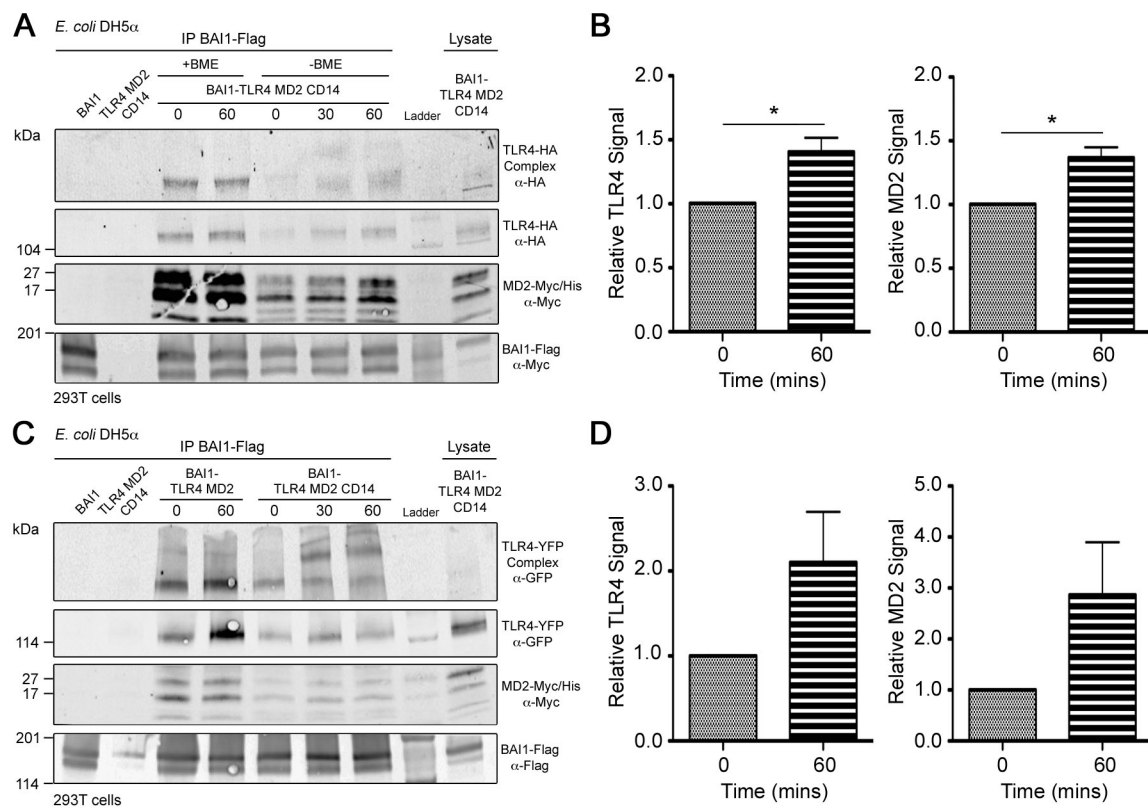 A
E. coli DH5α
IP BAI1-Flag
Lysate
+BME
-BME
BAI1
TLR4 MD2
CD14
BAI1-TLR4 MD2 CD14
BAI1-
TLR4 MD2
CD14
0
60
0
30
60
Ladder
kDa
TLR4-HA
Complex
α-HA
TLR4-HA
α-HA
104
27
17
MD2-Myc/His
α-Myc
201
BAI1-Flag
α-Myc
293T cells
B
2.0
1.5
1.0
0.5
0.0
Relative TLR4 Signal
*
0
60
Time (mins)
2.0
1.5
1.0
0.5
0.0
Relative MD2 Signal
*
0
60
Time (mins)
C
E. coli DH5α
IP BAI1-Flag
Lysate
BAI1
TLR4 MD2
CD14
BAI1-
TLR4 MD2
BAI1-
TLR4 MD2 CD14
BAI1-
TLR4 MD2
CD14
0
60
0
30
60
Ladder
kDa
TLR4-YFP
Complex
α-GFP
TLR4-YFP
α-GFP
114
27
17
MD2-Myc/His
α-Myc
201
BAI1-Flag
α-Flag
114
293T cells
D
3.0
2.0
1.0
0.0
Relative TLR4 Signal
0
60
Time (mins)
5.0
4.0
3.0
2.0
1.0
0.0
Relative MD2 Signal
0
60
Time (mins)